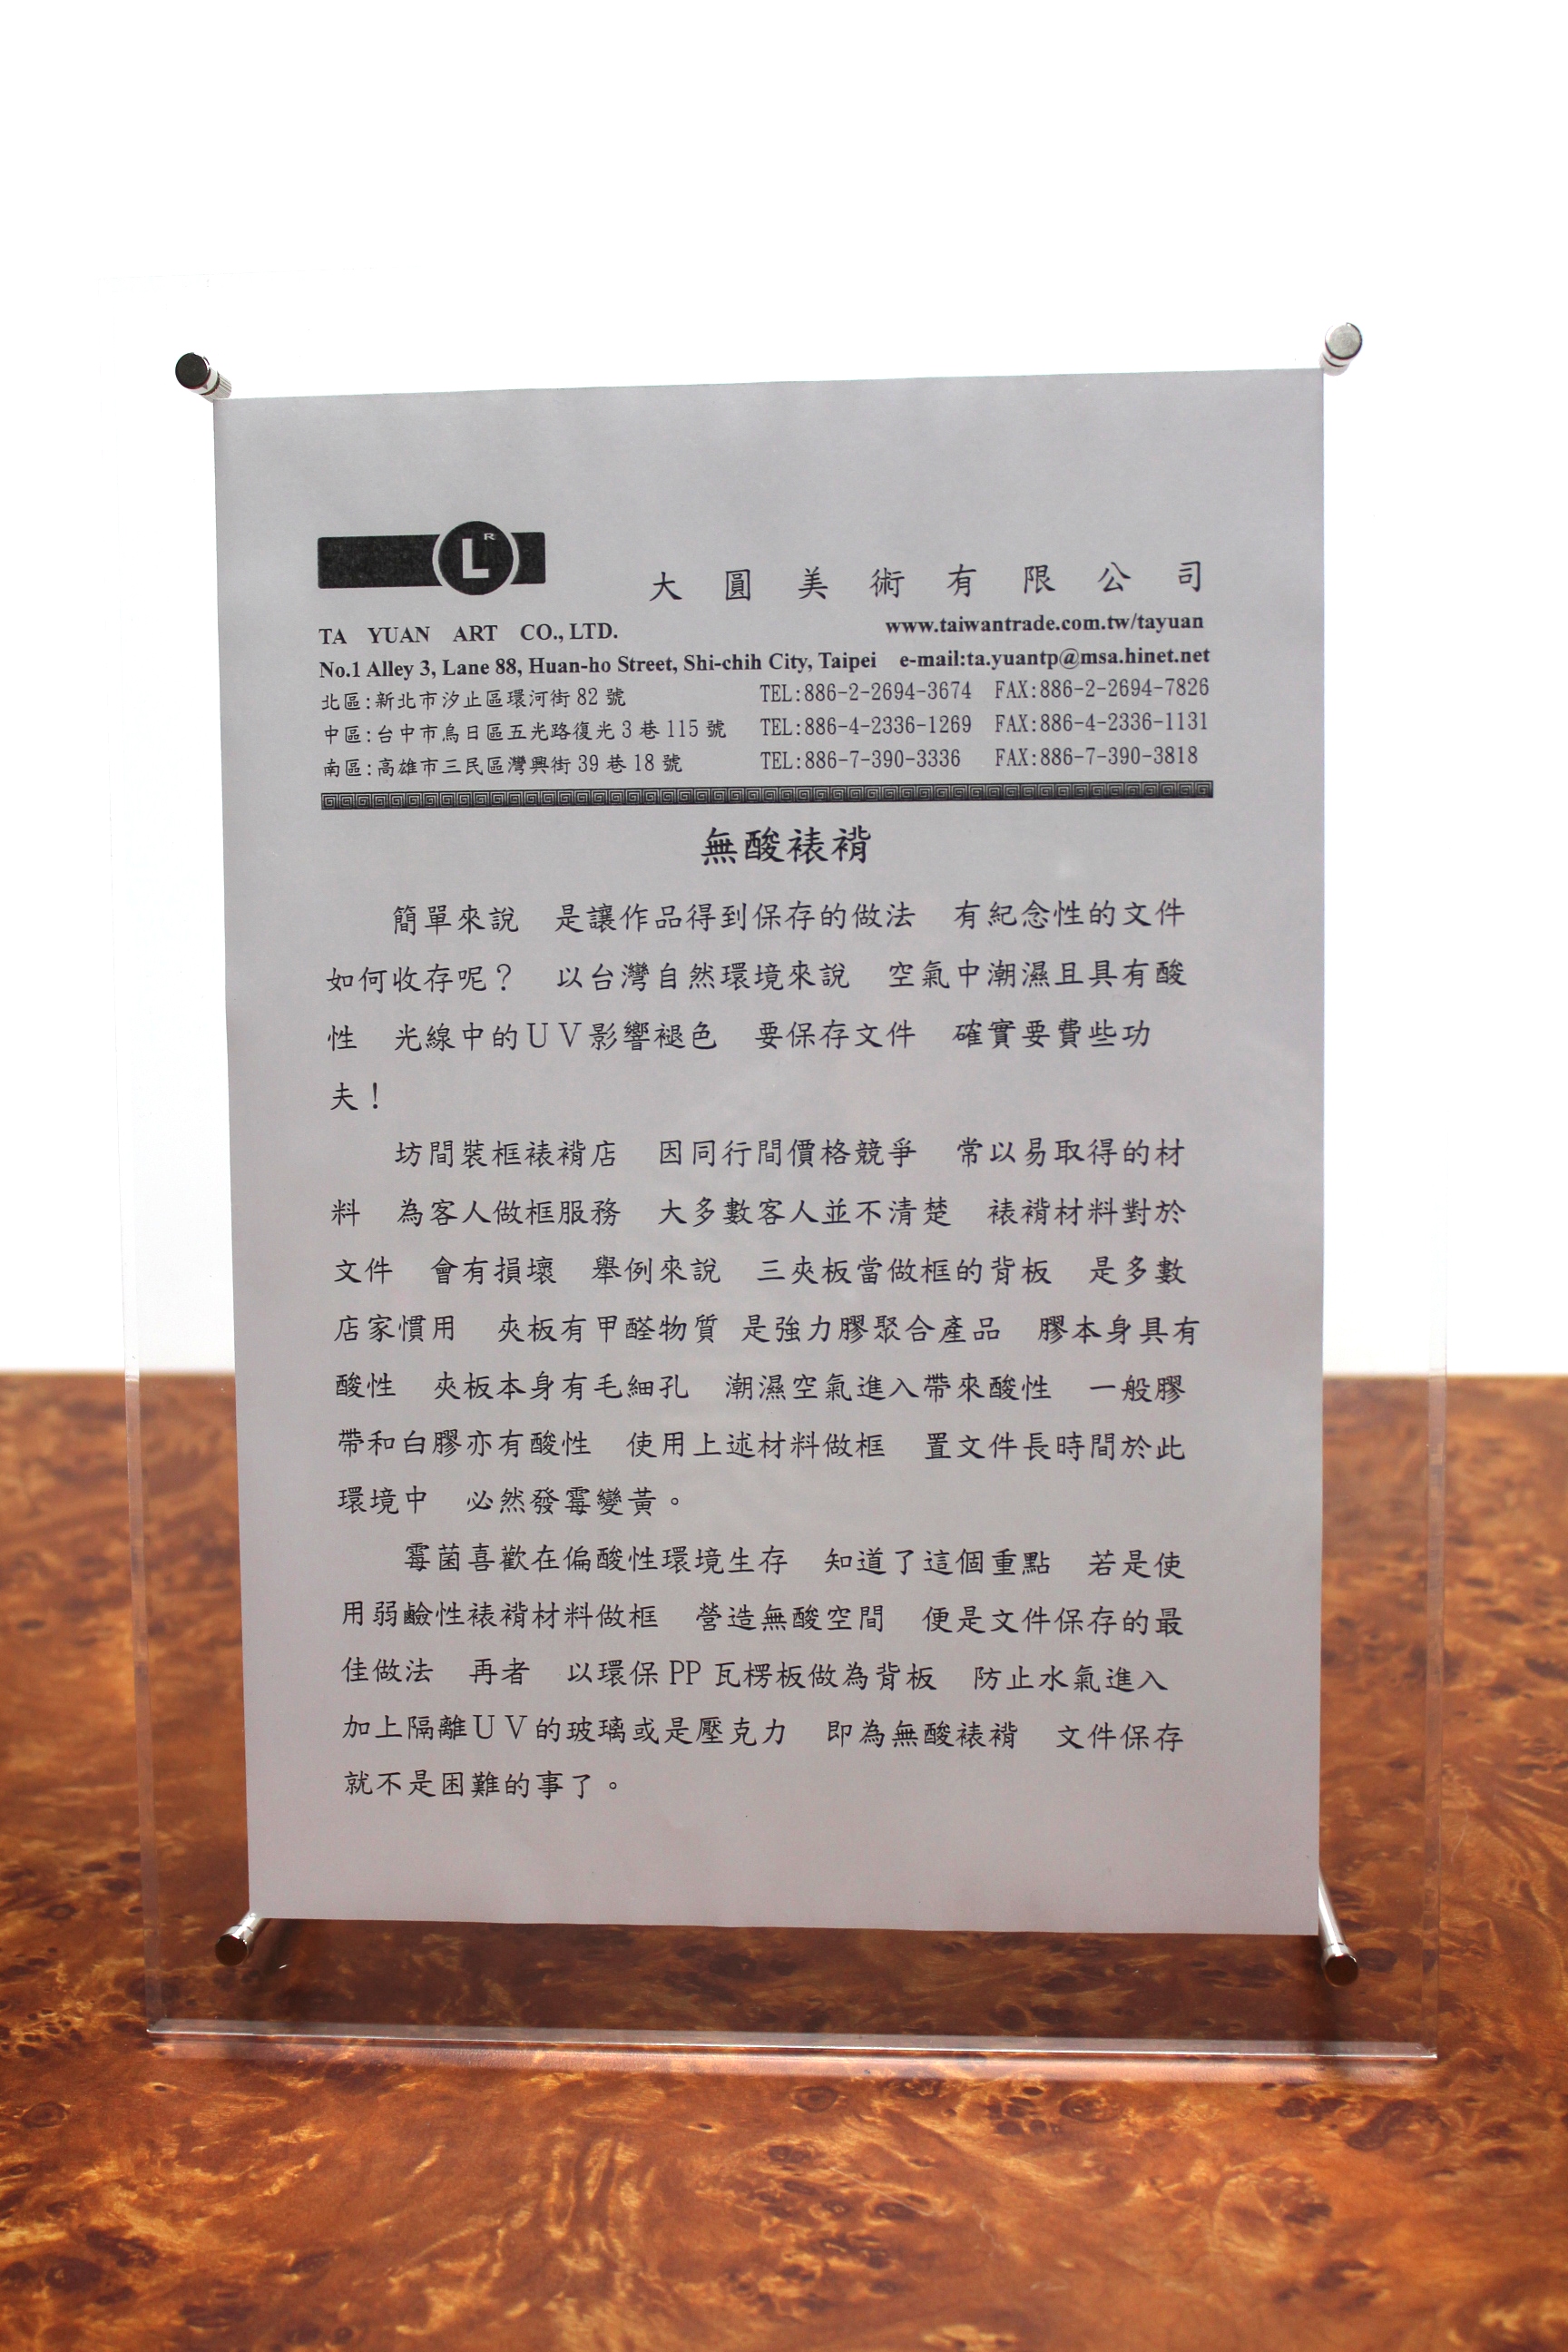 L R
大圓美術有限公司
TA YUAN ART CO., LTD. www.taiwantrade.com.tw/tayuan
No.1 Alley 3, Lane 88, Huan-ho Street, Shi-chih City, Taipei e-mail:ta.yuantp@msa.hinet.net
北區:新北市汐止區環河街 82 號 TEL:886-2-2694-3674 FAX:886-2-2694-7826
中區:台中市烏日區五光路復光 3 巷 115 號 TEL:886-4-2336-1269 FAX:886-4-2336-1131
南區:高雄市三民區灣興街 39 巷 18 號 TEL:886-7-390-3336 FAX:886-7-390-3818
無酸裱褙
簡單來說 是讓作品得到保存的做法 有紀念性的文件
如何收存呢？ 以台灣自然環境來說 空氣中潮濕且具有酸
性 光線中的ＵＶ影響褪色 要保存文件 確實要費些功
夫！
坊間裝框裱褙店 因同行間價格競爭 常以易取得的材
料 為客人做框服務 大多數客人並不清楚 裱褙材料對於
文件 會有損壞 舉例來說 三夾板當做框的背板 是多數
店家慣用 夾板有甲醛物質 是強力膠聚合產品 膠本身具有
酸性 夾板本身有毛細孔 潮濕空氣進入帶來酸性 一般膠
帶和白膠亦有酸性 使用上述材料做框 置文件長時間於此
環境中 必然發霉變黃。
霉菌喜歡在偏酸性環境生存 知道了這個重點 若是使
用弱鹼性裱褙材料做框 營造無酸空間 便是文件保存的最
佳做法 再者 以環保 PP 瓦楞板做為背板 防止水氣進入
加上隔離ＵＶ的玻璃或是壓克力 即為無酸裱褙 文件保存
就不是困難的事了。